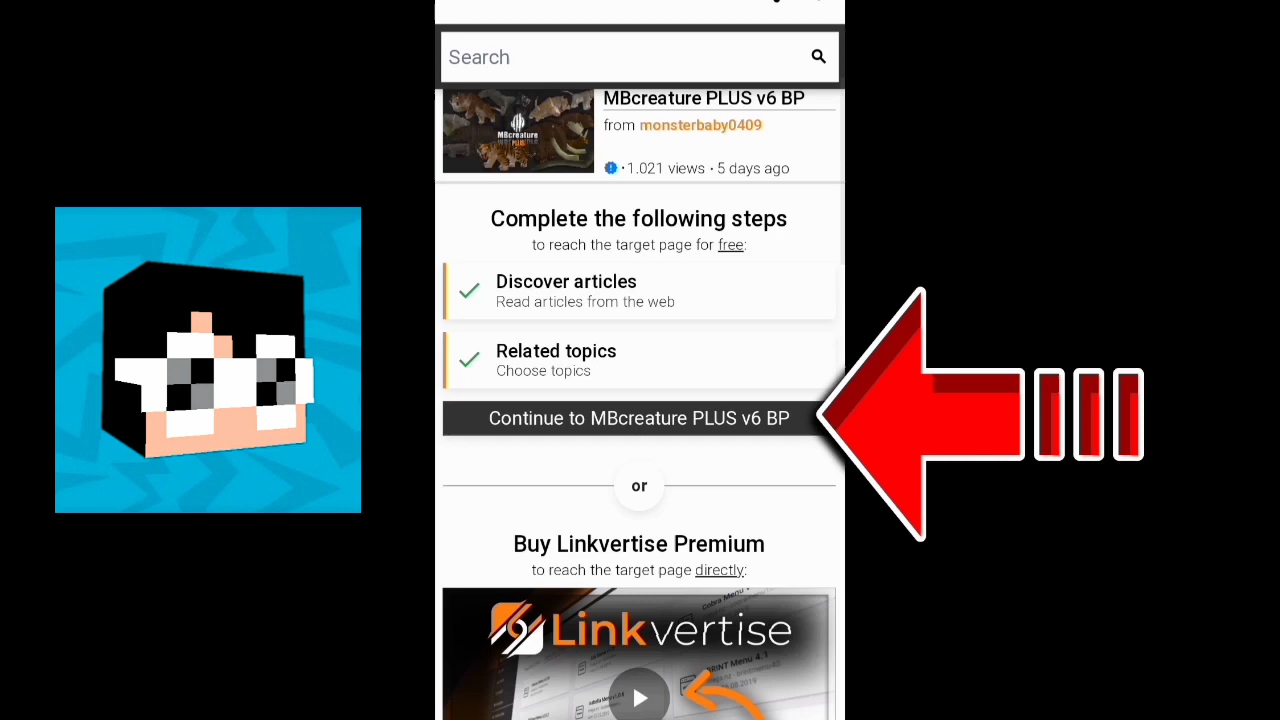 Search
MBcreature PLUS v6 BP
from monsterbaby0409
1.021 views · 5 days ago
MBcreature
Complete the following steps
to reach the target page for free:
Discover articles
Read articles from the web
Related topics
Choose topics
Continue to MBcreature PLUS v6 BP
or
Buy Linkvertise Premium
to reach the target page directly:
Linkvertise